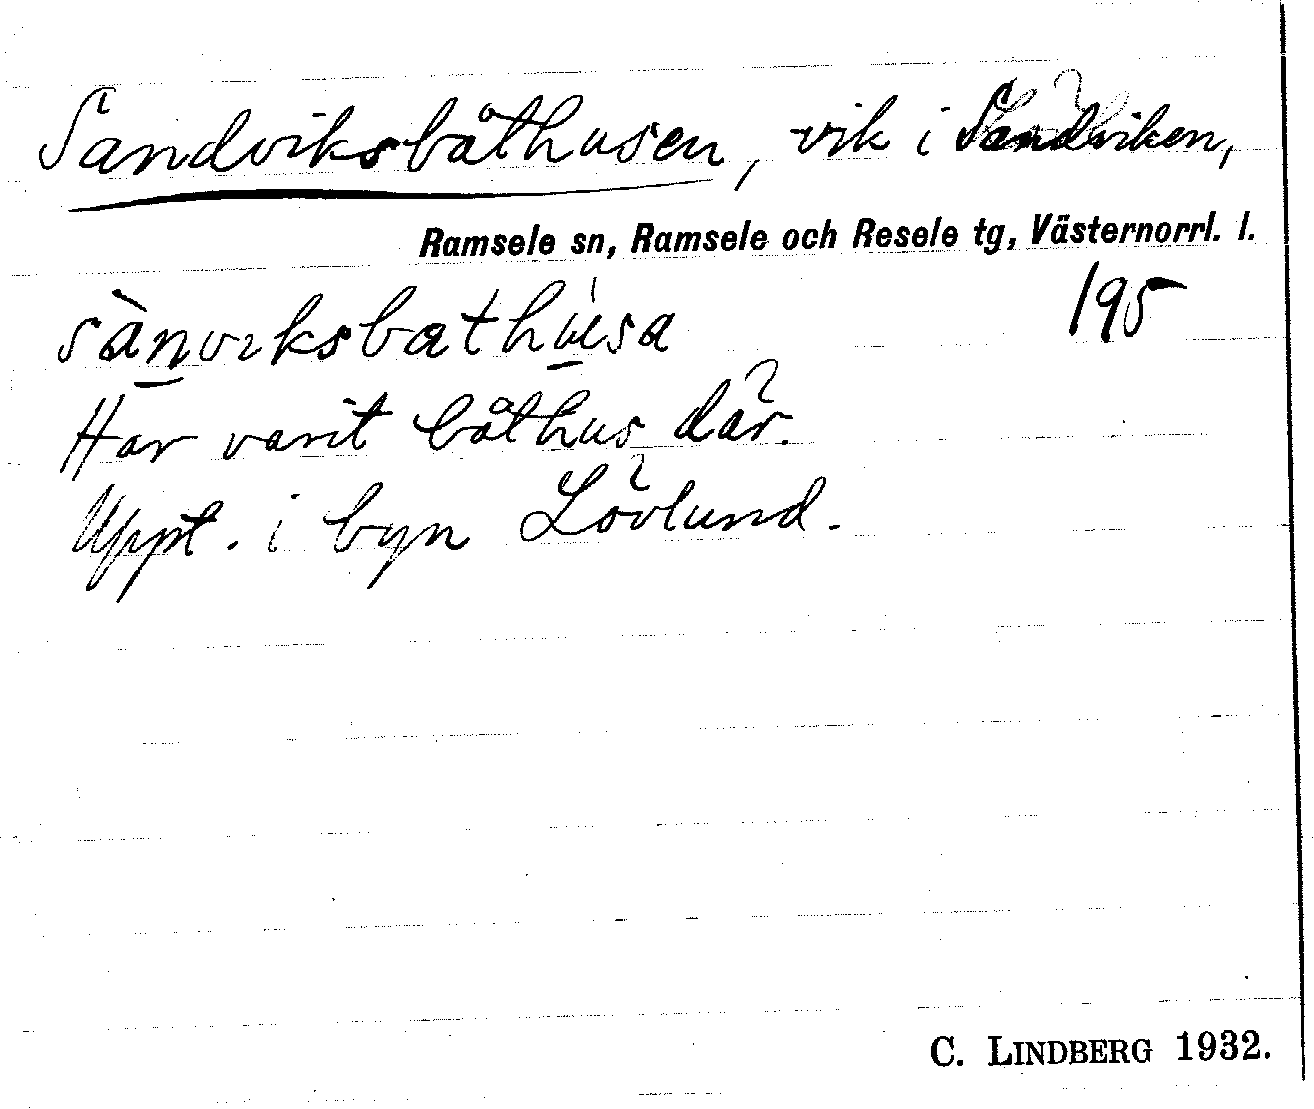 Sandviksbåthusen, vik i Sandviken,
Ramsele sn, Ramsele och Resele tg, Västernorrl. l.
sànvɩksbathùsa 195
Har varit båthus där.
Uppt. i byn Lövlund.
C. LINDBERG 1932.